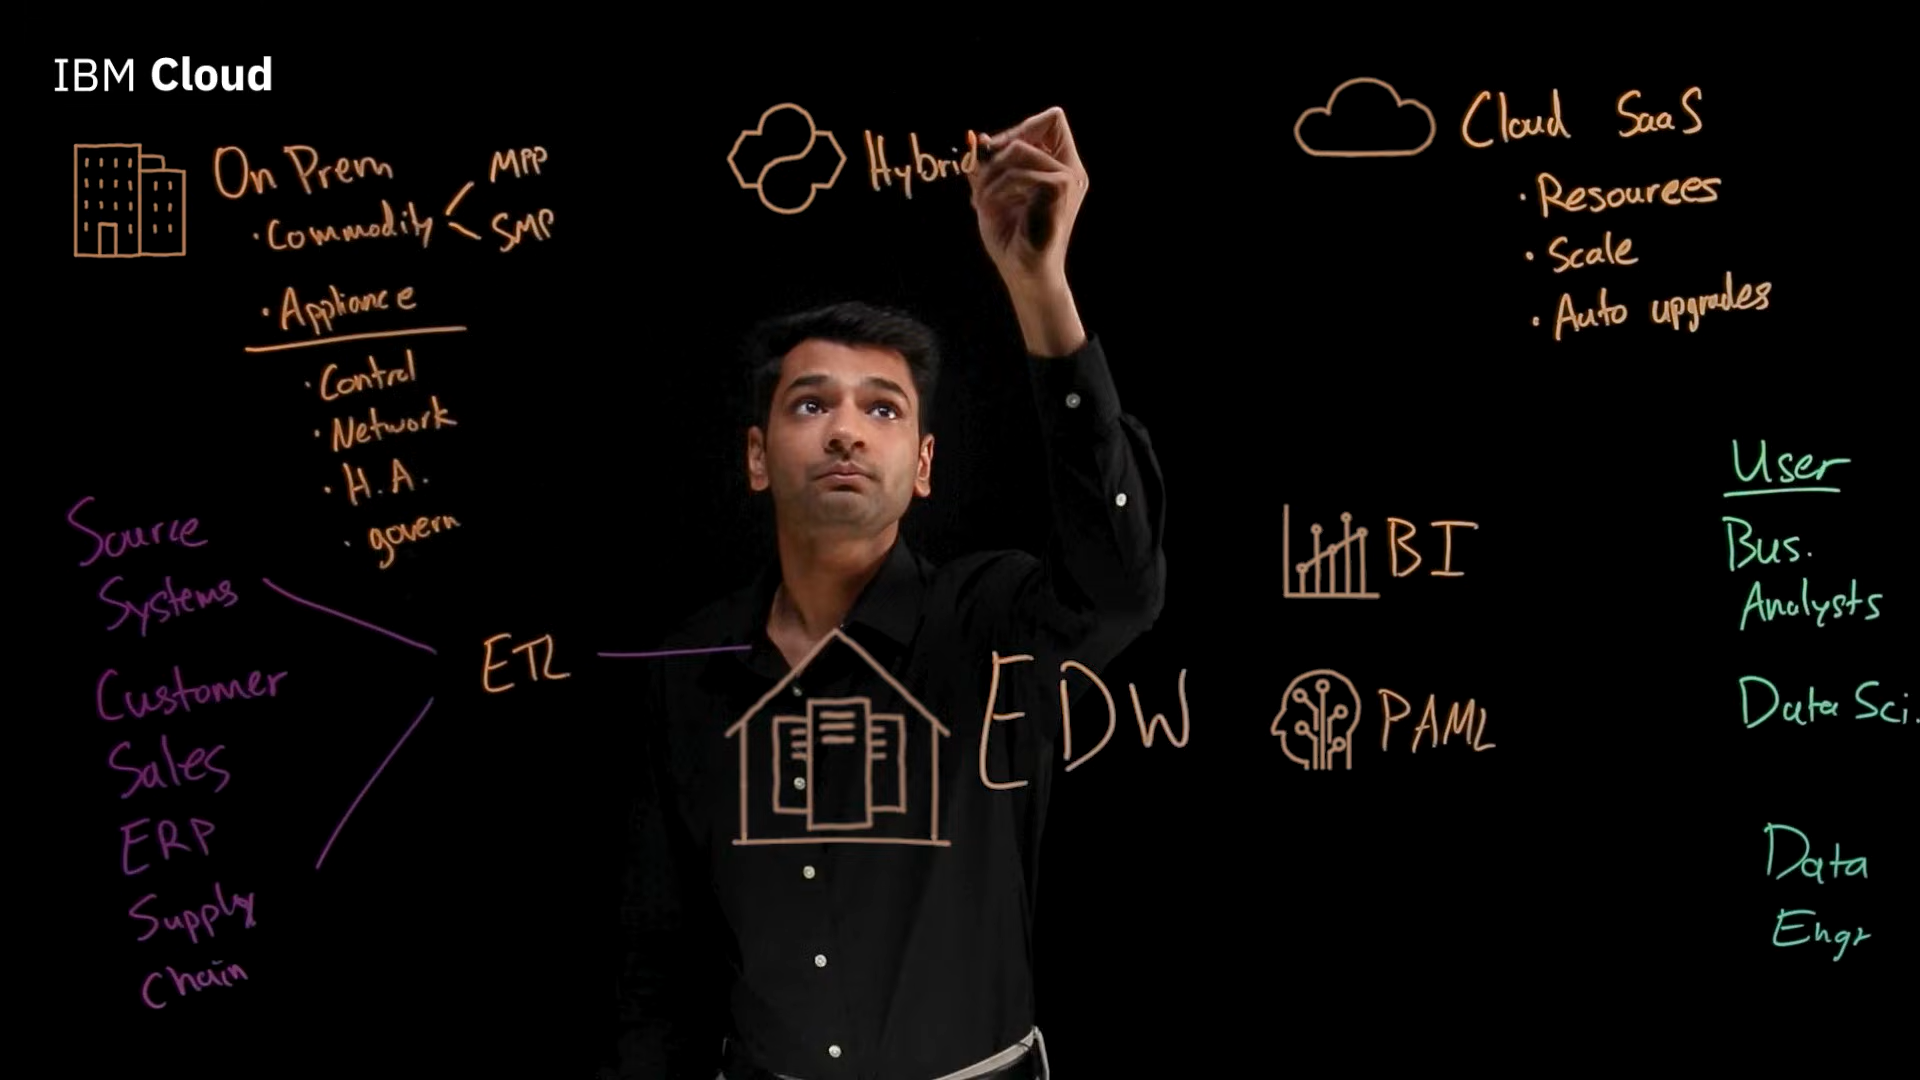 IBM Cloud
On Prem
· Commodity
MPP
SMP
· Appliance
· Control
· Network
· H.A.
· govern
Hybrid
Cloud SaaS
· Resources
· Scale
· Auto upgrades
Source
Systems
Customer
Sales
ERP
Supply
Chain
ETL
EDW
BI
PAML
User
Bus.
Analysts
Data Sci.
Data
Engr